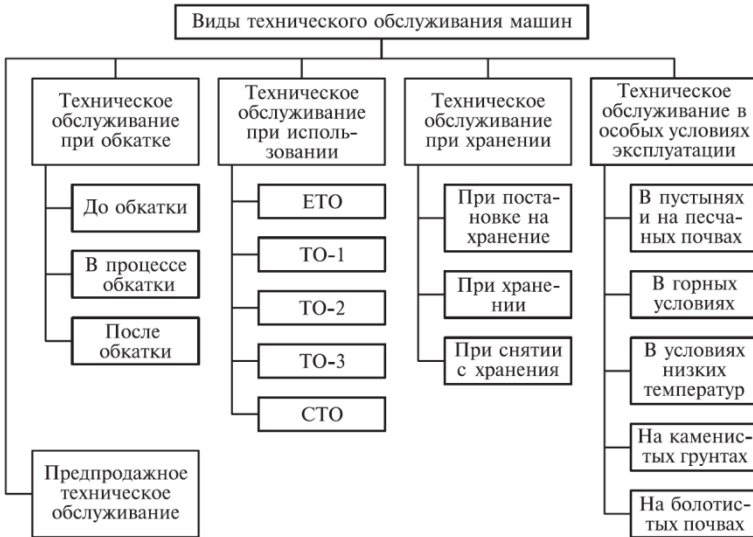 Виды технического обслуживания машин
Техническое
обслуживание
при обкатке
До обкатки
В процессе
обкатки
После
обкатки
Предпродажное
техническое
обслуживание
Техническое
обслуживание
при исполь-
зовании
ЕТО
ТО-1
ТО-2
ТО-3
СТО
Техническое
обслуживание
при хранении
При поста-
новке на
хранение
При хране-
нии
При снятии
с хранения
Техническое
обслуживание в
особых условиях
эксплуатации
В пустынях
и на песча-
ных почвах
В горных
условиях
В условиях
низких
температур
На каменис-
тых грунтах
На болотис-
тых почвах